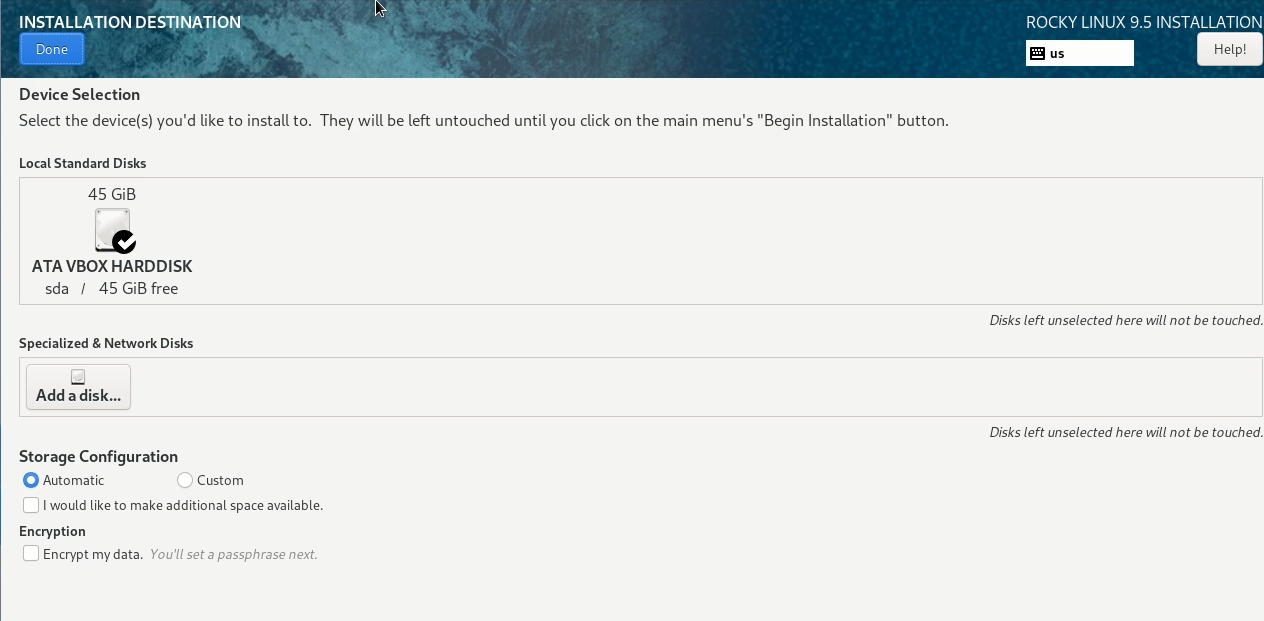 INSTALLATION DESTINATION
ROCKY LINUX 9.5 INSTALLATION
Done
us
Help!
Device Selection
Select the device(s) you'd like to install to. They will be left untouched until you click on the main menu's "Begin Installation" button.
Local Standard Disks
45 GiB
ATA VBOX HARDDISK
sda / 45 GiB free
Disks left unselected here will not be touched.
Specialized & Network Disks
Add a disk...
Disks left unselected here will not be touched.
Storage Configuration
Automatic Custom
I would like to make additional space available.
Encryption
Encrypt my data. You'll set a passphrase next.